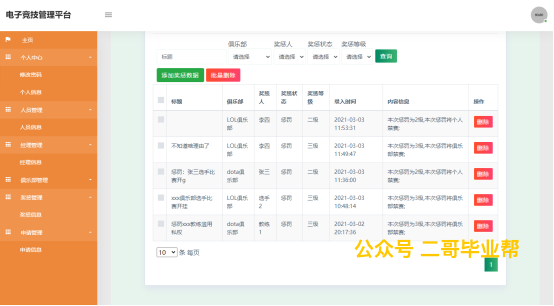 电子竞技管理平台
主页
个人中心
修改密码
个人信息
人员管理
人员信息
经理管理
经理信息
俱乐部管理
奖惩管理
奖惩信息
申请管理
申请信息
俱乐部 奖惩人 奖惩状态 奖惩等级
标题 请选择 请选择 请选择 请选择 查询
添加奖惩数据 批量删除
标题 俱乐部 奖惩人 奖惩状态 奖惩等级 录入时间 内容信息 操作
LOL俱乐部 李四 惩罚 二级 2021-03-03 11:53:31 本次惩罚为2级,本次惩罚将个人禁赛; 删除
不知道啥理由了 LOL俱乐部 李四 惩罚 三级 2021-03-03 11:49:47 本次惩罚为3级,本次惩罚将俱乐部禁赛; 删除
惩罚：张三选手比赛开g dota俱乐部 张三 惩罚 二级 2021-03-03 11:36:00 本次惩罚为2级,本次惩罚将个人禁赛; 删除
xxx俱乐部选手比赛开挂 LOL俱乐部 选手2 惩罚 三级 2021-03-03 10:48:14 本次惩罚为3级,本次惩罚将俱乐部禁赛; 删除
惩罚xxx教练滥用私权 dota俱乐部 教练1 惩罚 三级 2021-03-02 20:17:36 本次惩罚为3级,本次惩罚将俱乐部禁赛; 删除
10 条 每页
公众号 二哥毕业帮
1